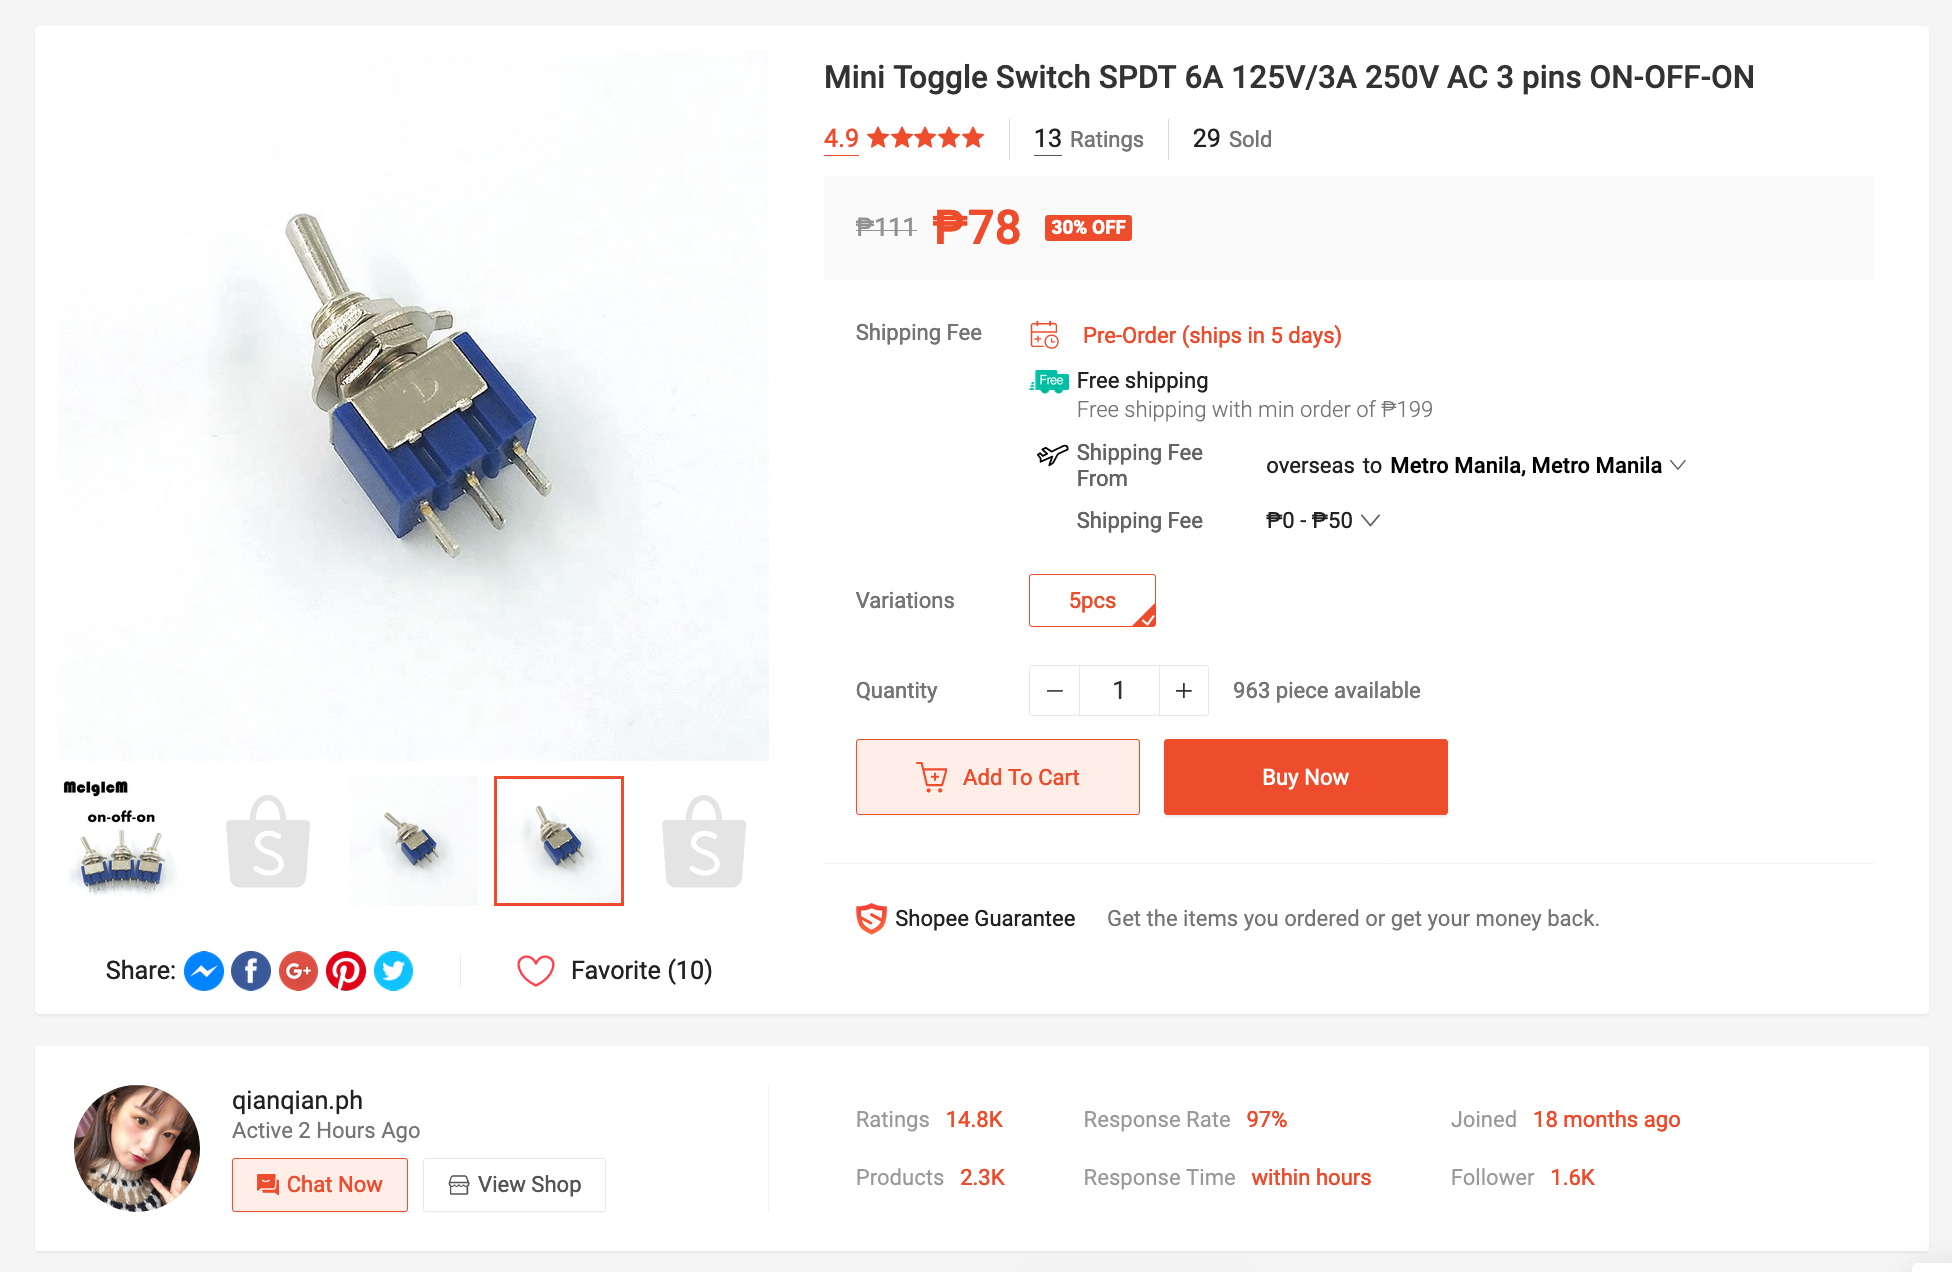 Mini Toggle Switch SPDT 6A 125V/3A 250V AC 3 pins ON-OFF-ON
4.9
13 Ratings
29 Sold
₱111 ₱78 30% OFF
Shipping Fee
Pre-Order (ships in 5 days)
Free
Free shipping
Free shipping with min order of ₱199
Shipping Fee From
overseas to Metro Manila, Metro Manila
Shipping Fee
₱0 - ₱50
Variations
5pcs
Quantity
1
963 piece available
Add To Cart
Buy Now
McIgIcM
on-off-on
S
S
Share:
f
G+
Favorite (10)
Shopee Guarantee
Get the items you ordered or get your money back.
qianqian.ph
Active 2 Hours Ago
Chat Now
View Shop
Ratings 14.8K
Response Rate 97%
Joined 18 months ago
Products 2.3K
Response Time within hours
Follower 1.6K